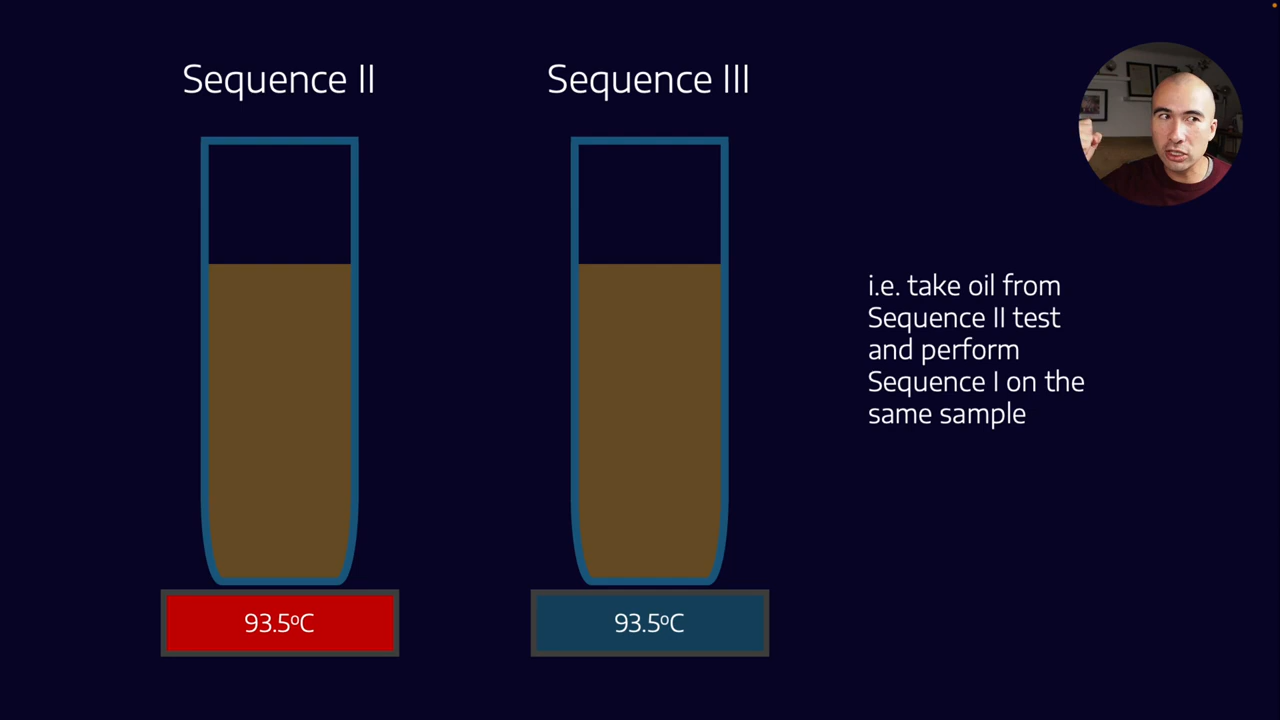 Sequence II
Sequence III
i.e. take oil from
Sequence II test
and perform
Sequence I on the
same sample
93.5ºC
93.5ºC